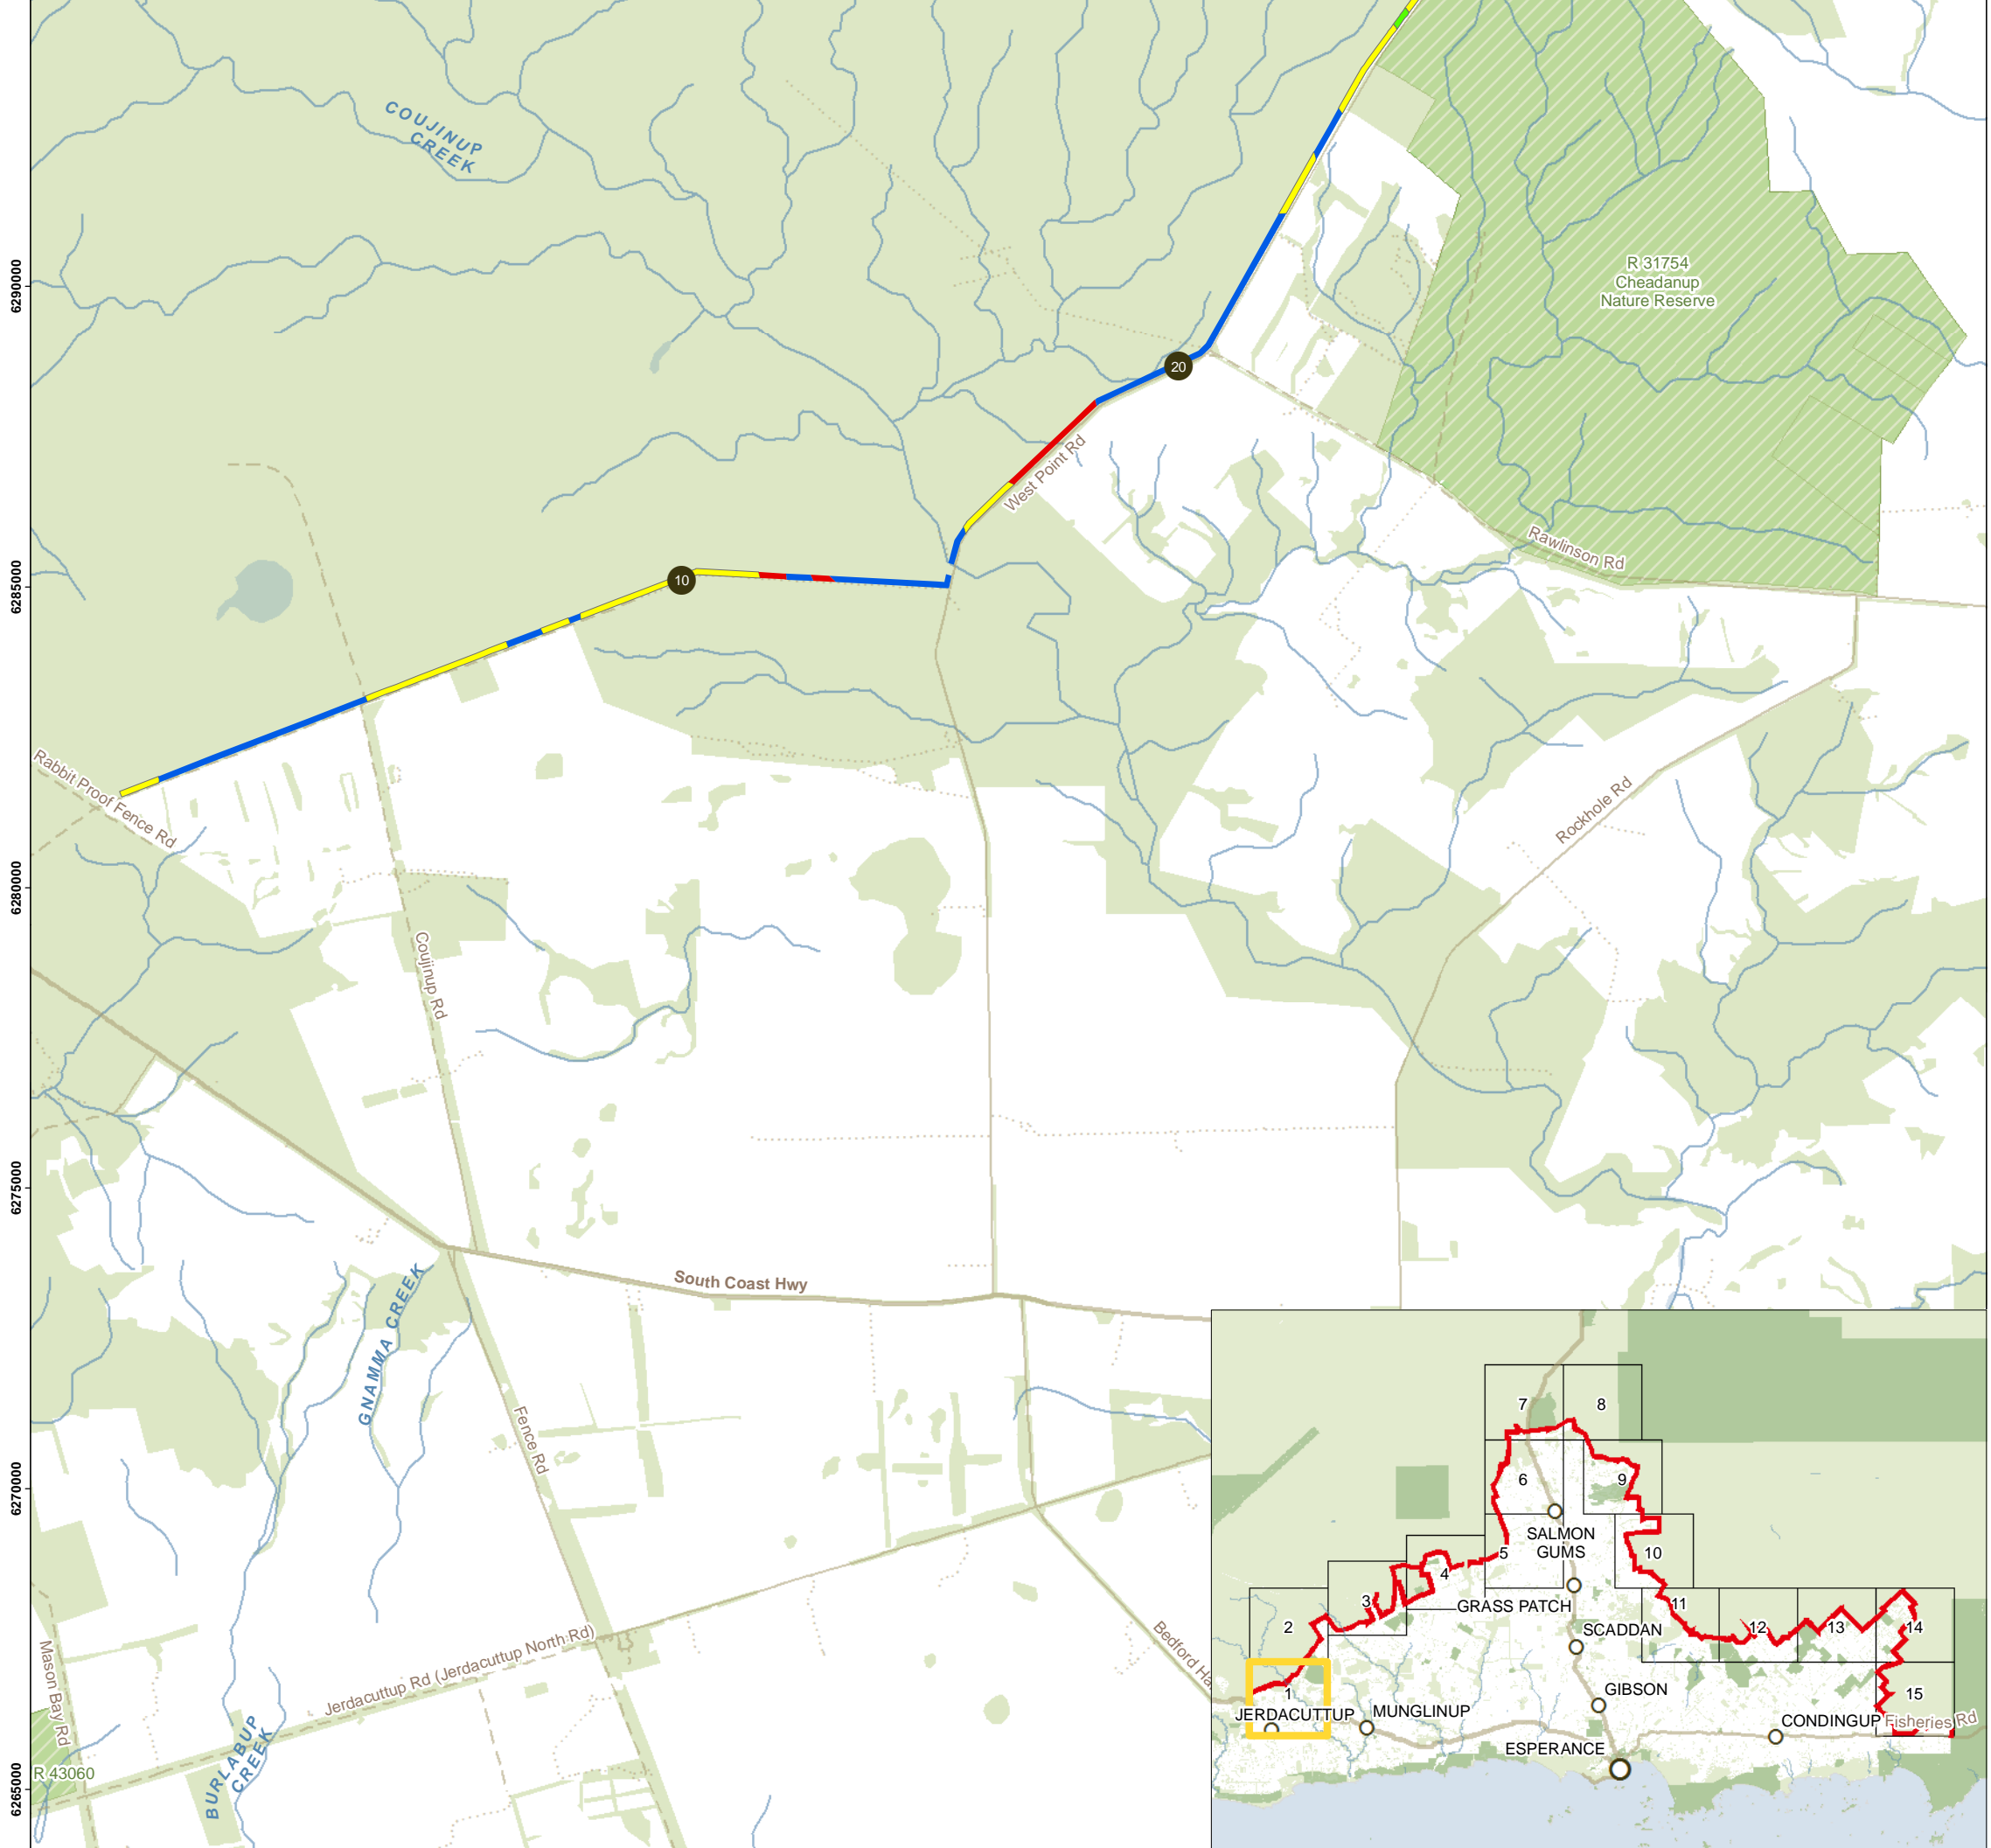 COUJINUP
CREEK
R 31754
Cheadanup
Nature Reserve
6290000
20
West Point Rd
Rawlinson Rd
10
6285000
Rabbit Proof Fence Rd
Rockhole Rd
6280000
Coujinup Rd
6275000
South Coast Hwy
GNAMMA CREEK
Fence Rd
6270000
Mason Bay Rd
Jerdacuttup Rd (Jerdacuttup North Rd)
Bedford Ha
R 43060
BURLABUP
CREEK
6265000
7
8
6
9
SALMON
GUMS
5
10
4
GRASS PATCH
3
11
2
SCADDAN
12
13
14
1
GIBSON
15
JERDACUTTUP
MUNGLINUP
CONDINGUP
Fisheries Rd
ESPERANCE